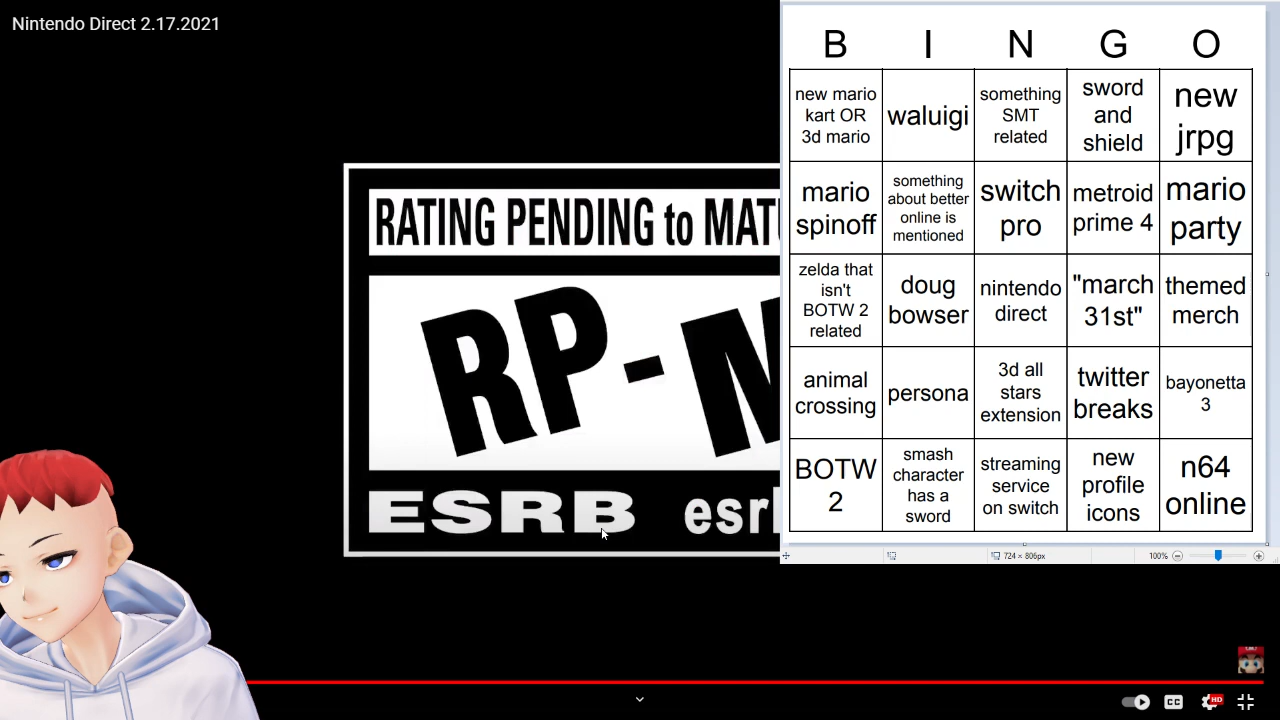 Nintendo Direct 2.17.2021
RATING PENDING to MAT
RP-M
ESRB esr
B I N G O
new mario
kart OR
3d mario
waluigi
something
SMT
related
sword
and
shield
new
jrpg
mario
spinoff
something
about better
online is
mentioned
switch
pro
metroid
prime 4
mario
party
zelda that
isn't
BOTW 2
related
doug
bowser
nintendo
direct
"march
31st"
themed
merch
animal
crossing
persona
3d all
stars
extension
twitter
breaks
bayonetta
3
BOTW
2
smash
character
has a
sword
streaming
service
on switch
new
profile
icons
n64
online
724 × 806px
100%
CC
HD